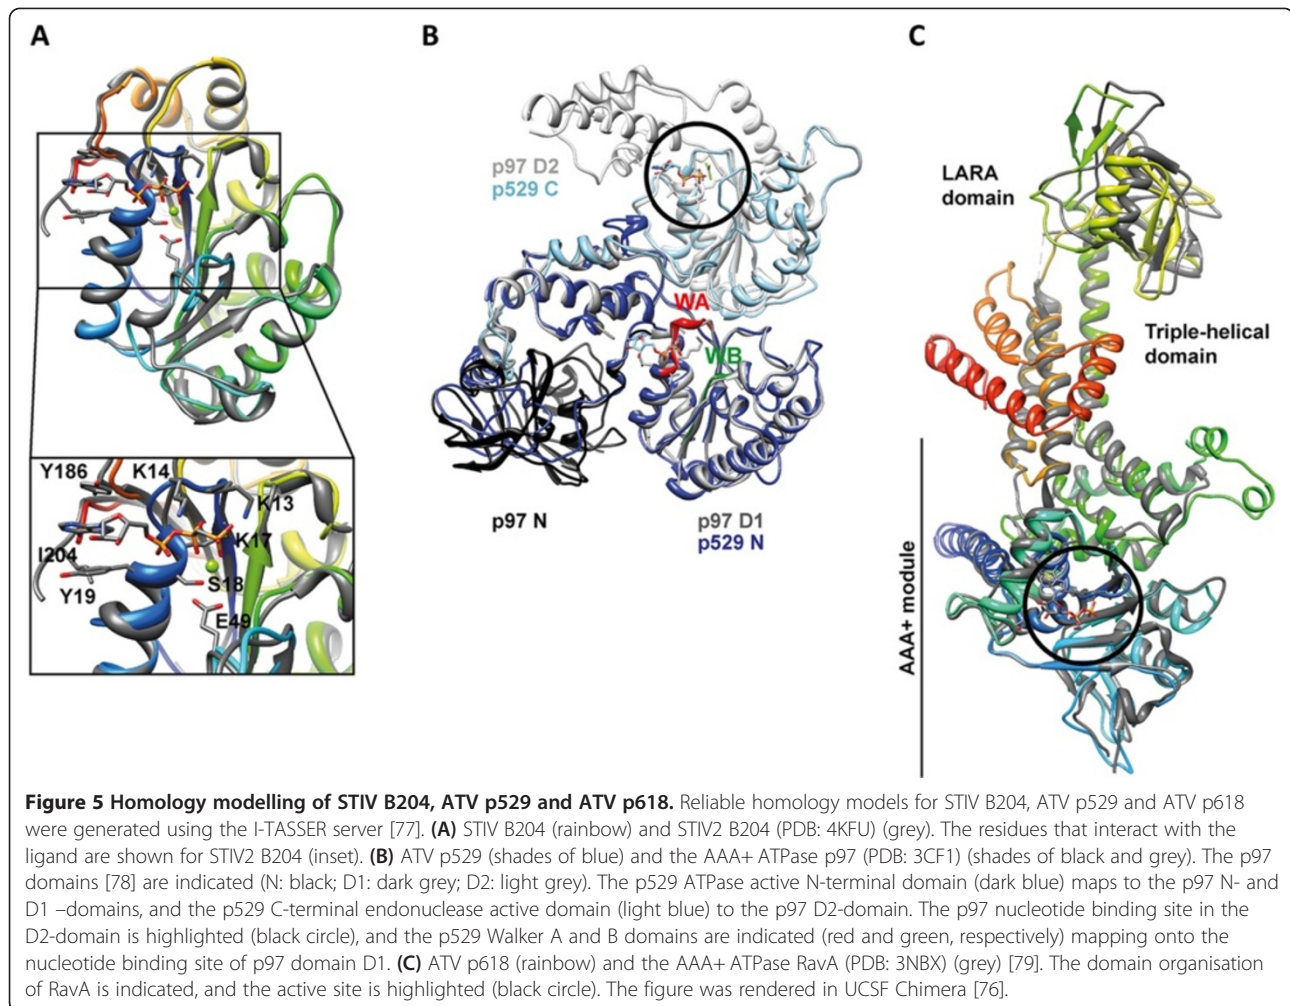 A
B
C
p97 D2
p529 C
WA
WB
p97 N
p97 D1
p529 N
LARA
domain
Triple-helical
domain
AAA+ module
Y186
K14
K13
K17
I204
S18
Y19
E49
Figure 5 Homology modelling of STIV B204, ATV p529 and ATV p618. Reliable homology models for STIV B204, ATV p529 and ATV p618
were generated using the I-TASSER server [77]. (A) STIV B204 (rainbow) and STIV2 B204 (PDB: 4KFU) (grey). The residues that interact with the
ligand are shown for STIV2 B204 (inset). (B) ATV p529 (shades of blue) and the AAA+ ATPase p97 (PDB: 3CF1) (shades of black and grey). The p97
domains [78] are indicated (N: black; D1: dark grey; D2: light grey). The p529 ATPase active N-terminal domain (dark blue) maps to the p97 N- and
D1 –domains, and the p529 C-terminal endonuclease active domain (light blue) to the p97 D2-domain. The p97 nucleotide binding site in the
D2-domain is highlighted (black circle), and the p529 Walker A and B domains are indicated (red and green, respectively) mapping onto the
nucleotide binding site of p97 domain D1. (C) ATV p618 (rainbow) and the AAA+ ATPase RavA (PDB: 3NBX) (grey) [79]. The domain organisation
of RavA is indicated, and the active site is highlighted (black circle). The figure was rendered in UCSF Chimera [76].